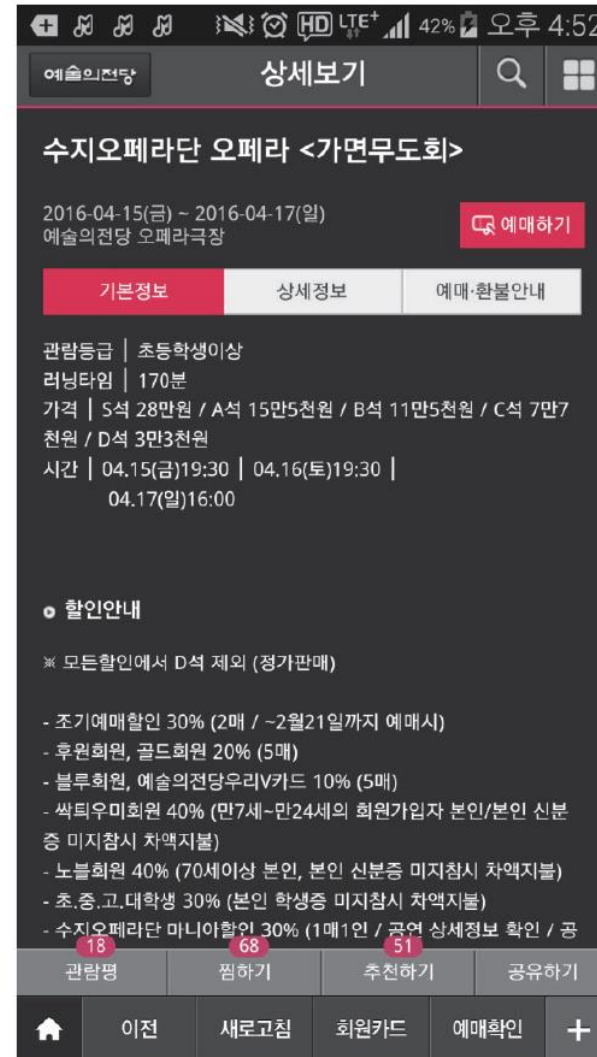 HD LTE+ 42% 오후 4:52
예술의전당 상세보기
수지오페라단 오페라 <가면무도회>
2016-04-15(금) ~ 2016-04-17(일)
예술의전당 오페라극장
예매하기
기본정보 상세정보 예매·환불안내
관람등급 | 초등학생이상
러닝타임 | 170분
가격 | S석 28만원 / A석 15만5천원 / B석 11만5천원 / C석 7만7
천원 / D석 3만3천원
시간 | 04.15(금)19:30 | 04.16(토)19:30 |
04.17(일)16:00
할인안내
※ 모든할인에서 D석 제외 (정가판매)
- 조기예매할인 30% (2매 / ~2월21일까지 예매시)
- 후원회원, 골드회원 20% (5매)
- 블루회원, 예술의전당우리V카드 10% (5매)
- 싹틔우미회원 40% (만7세~만24세의 회원가입자 본인/본인 신분
증 미지참시 차액지불)
- 노블회원 40% (70세이상 본인, 본인 신분증 미지참시 차액지불)
- 초.중.고.대학생 30% (본인 학생증 미지참시 차액지불)
- 수지오페라단 마니아할인 30% (1매1인 / 공연 상세정보 확인 / 공
18 68 51
관람평 찜하기 추천하기 공유하기
이전 새로고침 회원카드 예매확인 +